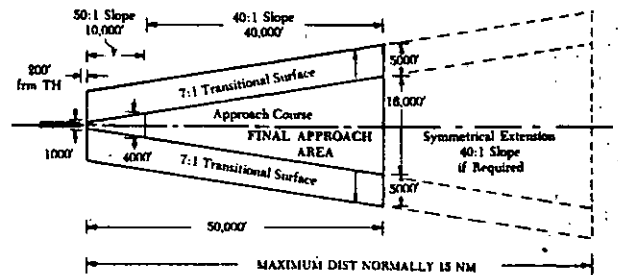 50:1 Slope
10,000'
40:1 Slope
40,000'
200'
frm TH
7:1 Transitional Surface
5000'
Approach Course
16,000'
FINAL APPROACH
AREA
Symmetrical Extension
40:1 Slope
if Required
1000'
4000'
7:1 Transitional Surface
5000'
50,000'
MAXIMUM DIST NORMALLY 15 NM